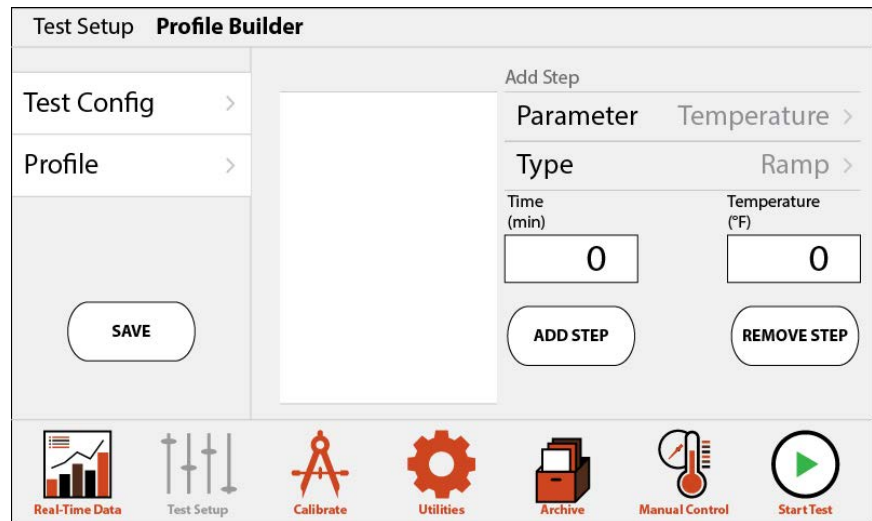 Test Setup Profile Builder
Test Config
Profile
SAVE
Add Step
Parameter Temperature
Type Ramp
Time
(min)
0
Temperature
(°F)
0
ADD STEP
REMOVE STEP
Real-Time Data
Test Setup
Calibrate
Utilities
Archive
Manual Control
Start Test